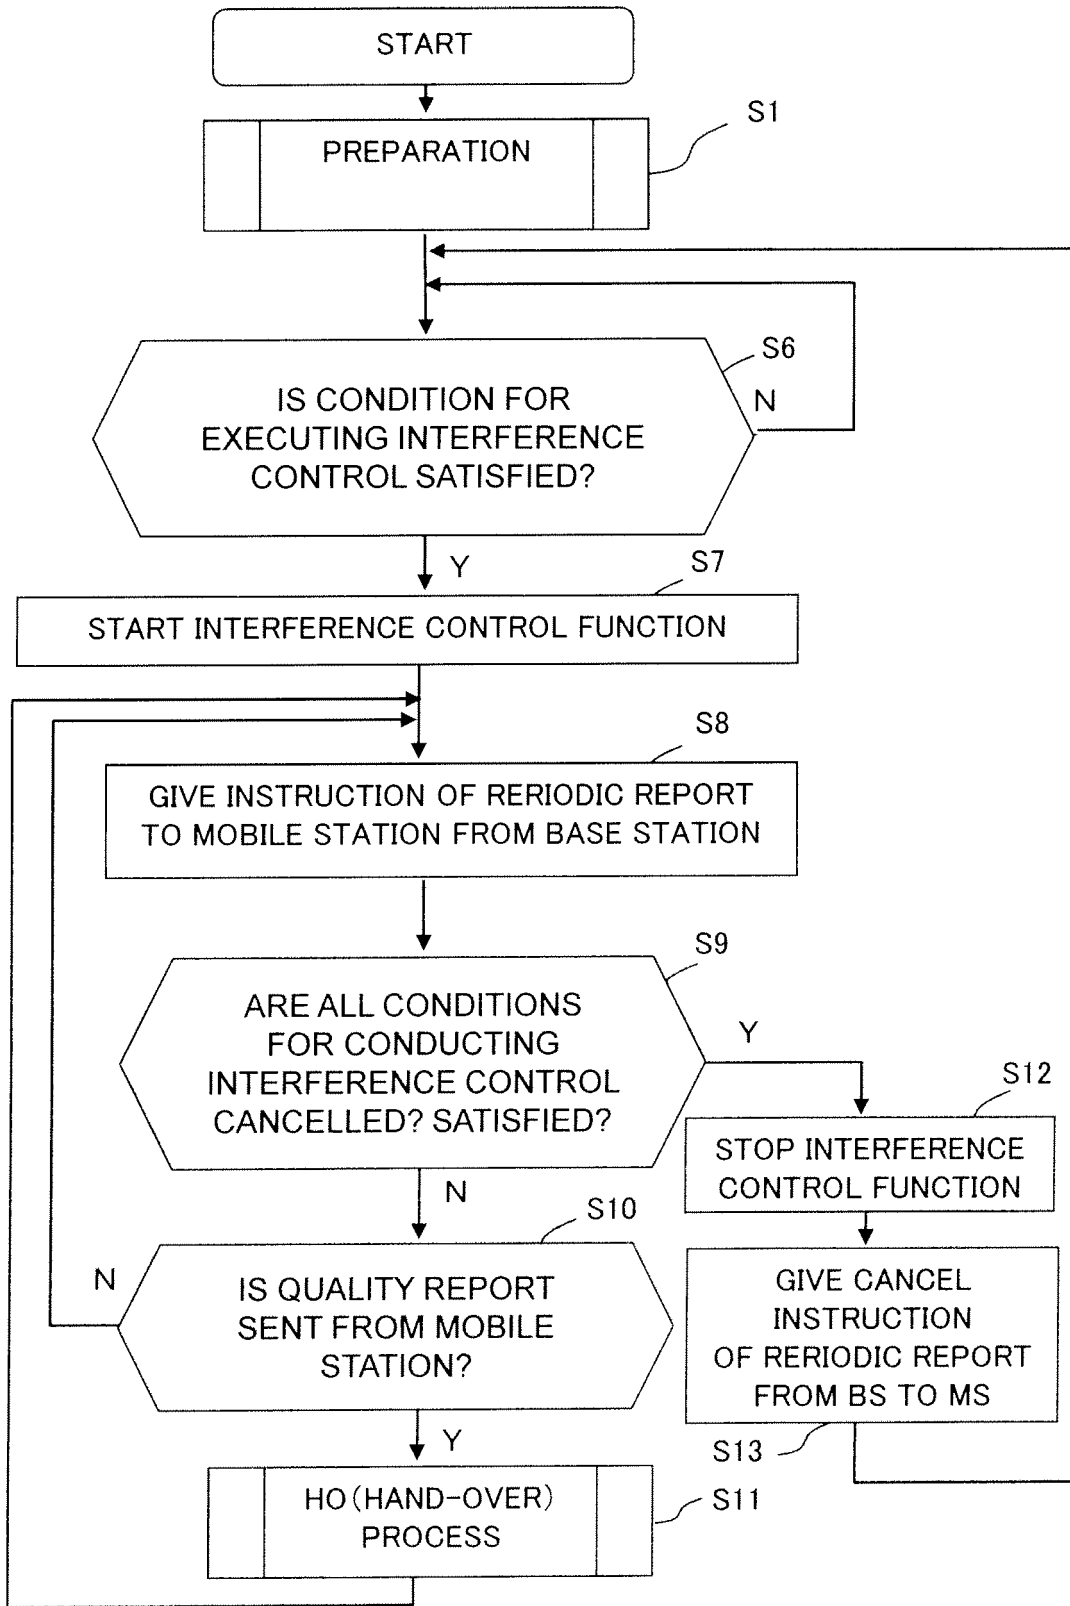 START
S1
PREPARATION
S6
IS CONDITION FOR
EXECUTING INTERFERENCE
CONTROL SATISFIED?
N
Y
S7
START INTERFERENCE CONTROL FUNCTION
S8
GIVE INSTRUCTION OF RERIODIC REPORT
TO MOBILE STATION FROM BASE STATION
S9
ARE ALL CONDITIONS
FOR CONDUCTING
INTERFERENCE CONTROL
CANCELLED? SATISFIED?
Y
N
S12
STOP INTERFERENCE
CONTROL FUNCTION
S10
IS QUALITY REPORT
SENT FROM MOBILE
STATION?
N
Y
GIVE CANCEL
INSTRUCTION
OF RERIODIC REPORT
FROM BS TO MS
S13
HO(HAND-OVER)
PROCESS
S11